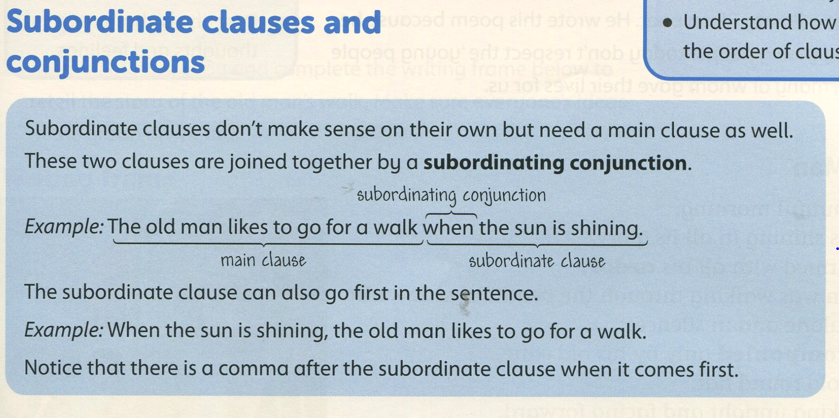 Subordinate clauses and
conjunctions
• Understand how
the order of claus
Subordinate clauses don't make sense on their own but need a main clause as well.
These two clauses are joined together by a subordinating conjunction.
subordinating conjunction
Example: The old man likes to go for a walk when the sun is shining.
main clause
subordinate clause
The subordinate clause can also go first in the sentence.
Example: When the sun is shining, the old man likes to go for a walk.
Notice that there is a comma after the subordinate clause when it comes first.